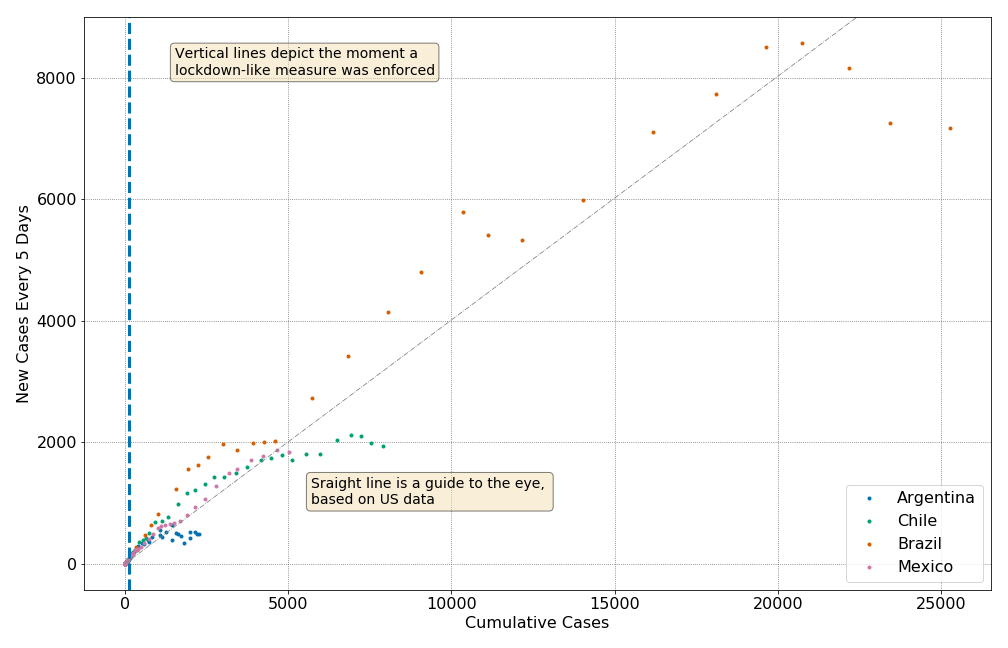 Vertical lines depict the moment a
lockdown-like measure was enforced
New Cases Every 5 Days
8000
6000
4000
2000
0
Sraight line is a guide to the eye,
based on US data
Argentina
Chile
Brazil
Mexico
0 5000 10000 15000 20000 25000
Cumulative Cases